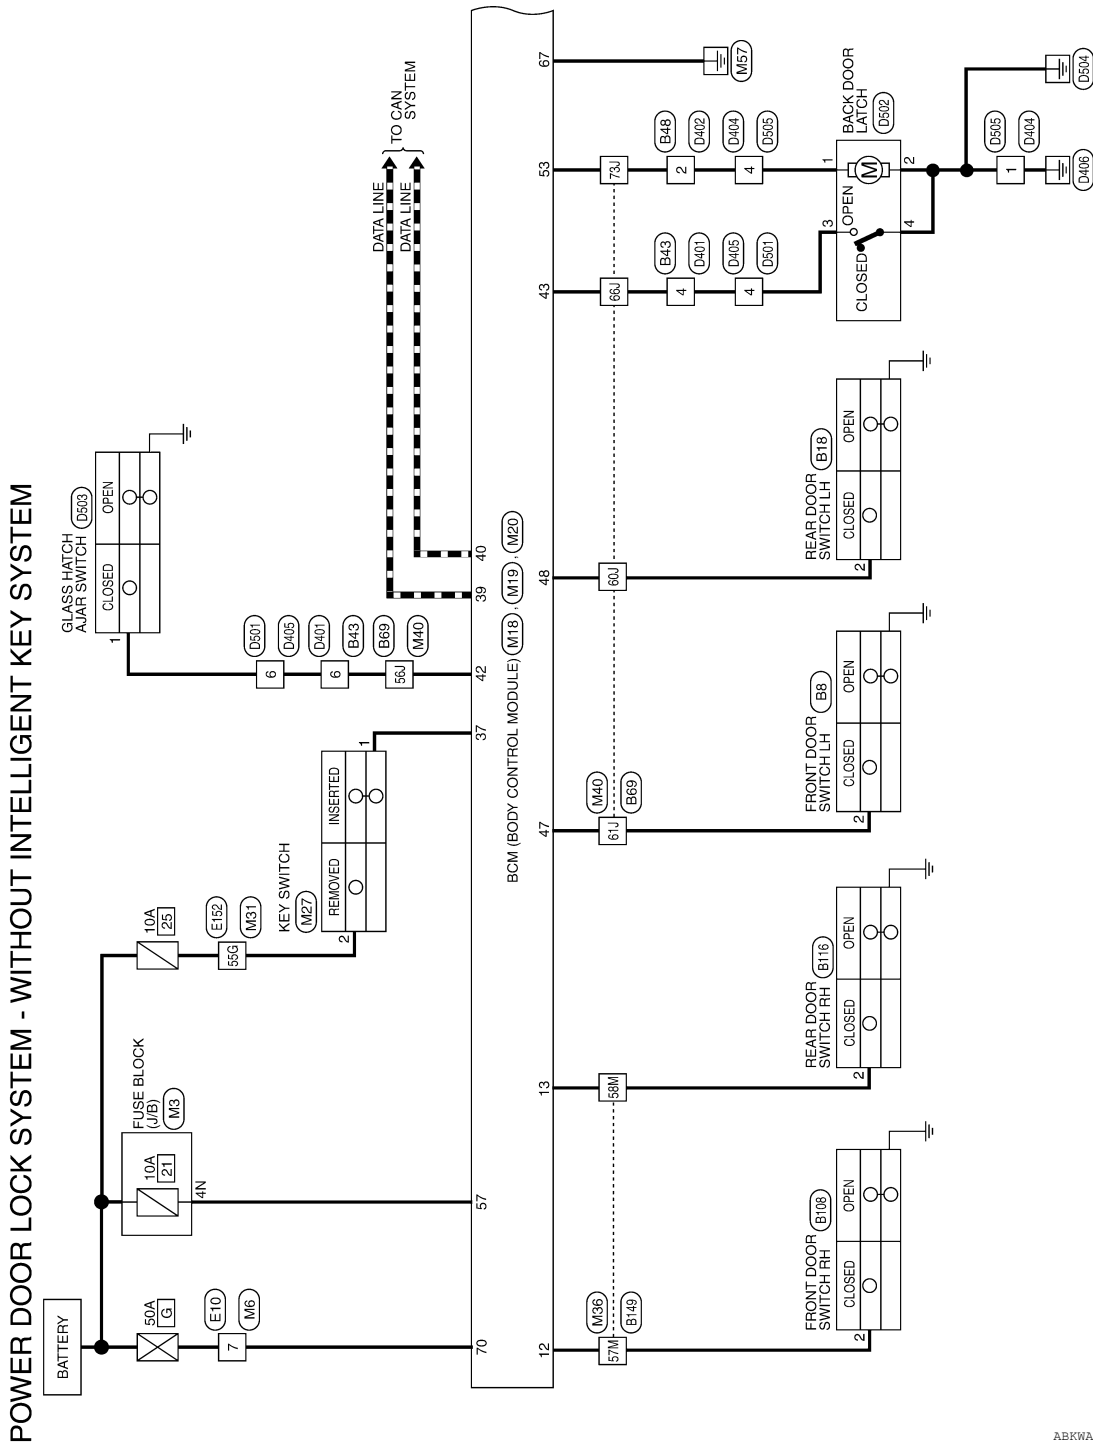 POWER DOOR LOCK SYSTEM - WITHOUT INTELLIGENT KEY SYSTEM
BATTERY
50A
G
E10
7
M6
70
FUSE BLOCK
(J/B)
M3
10A
21
4N
57
10A
25
E152
55G
M31
KEY SWITCH
M27
REMOVED
INSERTED
2
1
37
GLASS HATCH
AJAR SWITCH
D503
CLOSED
OPEN
1
D501
6
D405
D401
6
B43
B69
56J
M40
42
DATA LINE
DATA LINE
TO CAN
SYSTEM
39
40
BCM (BODY CONTROL MODULE)
M18 , M19 , M20
12
M36
57M
B149
FRONT DOOR
SWITCH RH
B108
CLOSED
OPEN
2
13
58M
REAR DOOR
SWITCH RH
B116
CLOSED
OPEN
2
47
M40
61J
B69
FRONT DOOR
SWITCH LH
B8
CLOSED
OPEN
2
48
60J
REAR DOOR
SWITCH LH
B18
CLOSED
OPEN
2
43
66J
B43
4
D401
D405
4
D501
53
73J
B48
2
D402
D404
4
D505
BACK DOOR
LATCH
D502
CLOSED
OPEN
3
1
M
4
2
D505
1
D404
D406
D504
67
M57
ABKWA